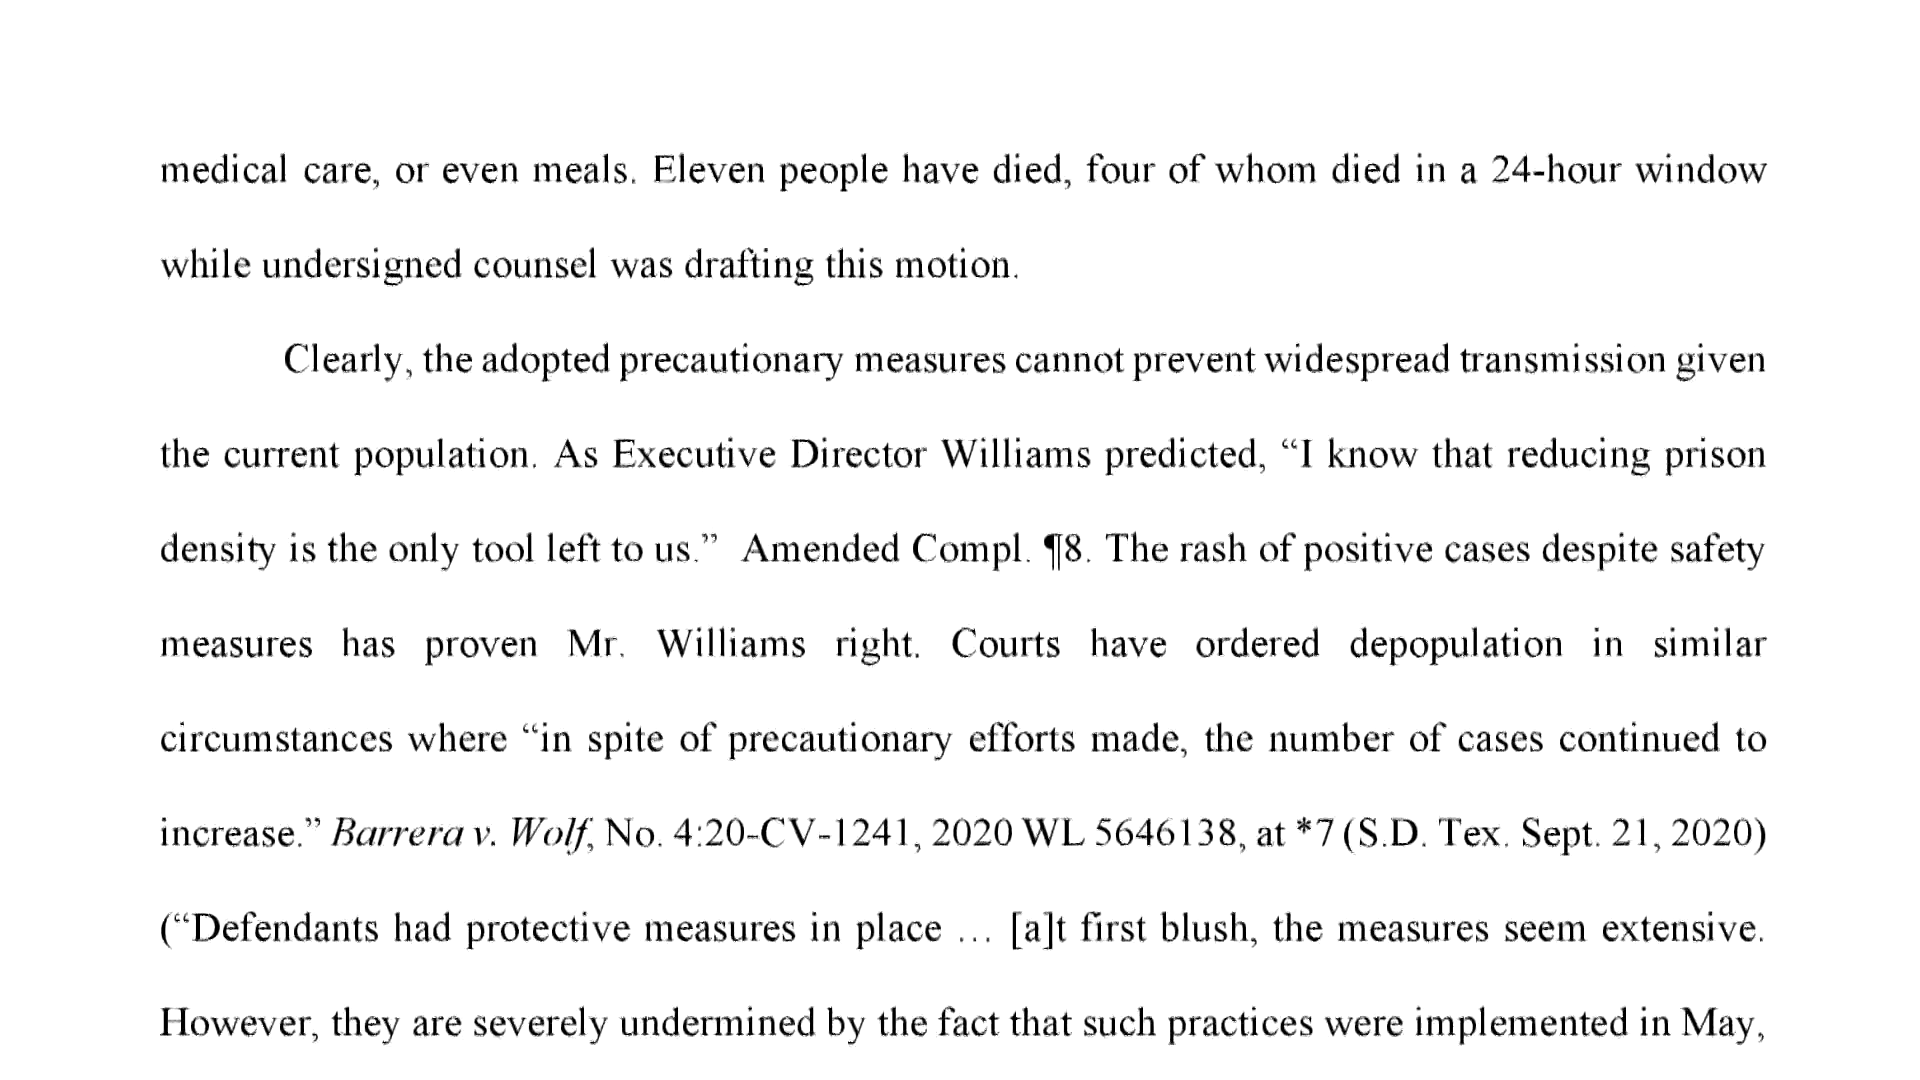 medical care, or even meals. Eleven people have died, four of whom died in a 24-hour window
while undersigned counsel was drafting this motion.
Clearly, the adopted precautionary measures cannot prevent widespread transmission given
the current population. As Executive Director Williams predicted, “I know that reducing prison
density is the only tool left to us.”  Amended Compl. ¶8. The rash of positive cases despite safety
measures has proven Mr. Williams right. Courts have ordered depopulation in similar
circumstances where “in spite of precautionary efforts made, the number of cases continued to
increase.” Barrera v. Wolf, No. 4:20-CV-1241, 2020 WL 5646138, at *7 (S.D. Tex. Sept. 21, 2020)
(“Defendants had protective measures in place … [a]t first blush, the measures seem extensive.
However, they are severely undermined by the fact that such practices were implemented in May,